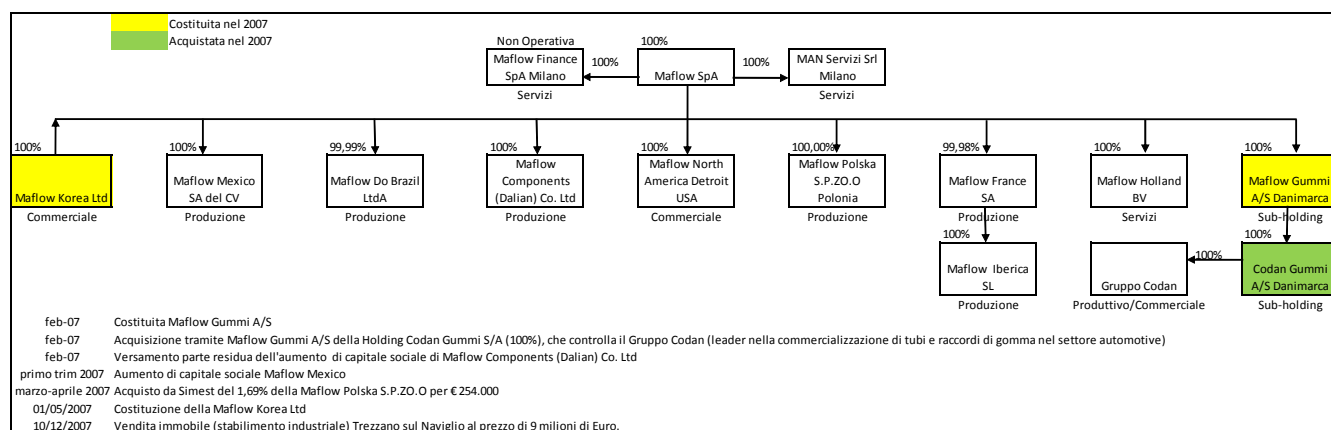 Costituita nel 2007
Acquistata nel 2007
Non Operativa
100%
Maflow Finance
SpA Milano
100%
Maflow SpA
100%
MAN Servizi Srl
Milano
Servizi
Servizi
100%
100%
99,99%
100%
100%
100,00%
99,98%
100%
100%
Maflow Korea Ltd
Maflow Mexico
SA del CV
Maflow Do Brazil
LtdA
Maflow
Components
(Dalian) Co. Ltd
Maflow North
America Detroit
USA
Maflow Polska
S.P.ZO.O
Polonia
Maflow France
SA
Maflow Holland
BV
Maflow Gummi
A/S Danimarca
Commerciale
Produzione
Produzione
Produzione
Commerciale
Produzione
Produzione
Servizi
Sub-holding
100%
100%
Maflow Iberica
SL
Gruppo Codan
100%
Codan Gummi
A/S Danimarca
Produzione
Produttivo/Commerciale
Sub-holding
feb-07 Costituita Maflow Gummi A/S
feb-07 Acquisizione tramite Maflow Gummi A/S della Holding Codan Gummi S/A (100%), che controlla il Gruppo Codan (leader nella commercializzazione di tubi e raccordi di gomma nel settore automotive)
feb-07 Versamento parte residua dell'aumento di capitale sociale di Maflow Components (Dalian) Co. Ltd
primo trim 2007 Aumento di capitale sociale Maflow Mexico
marzo-aprile 2007 Acquisto da Simest del 1,69% della Maflow Polska S.P.ZO.O per € 254.000
01/05/2007 Costituzione della Maflow Korea Ltd
10/12/2007 Vendita immobile (stabilimento industriale) Trezzano sul Naviglio al prezzo di 9 milioni di Euro.